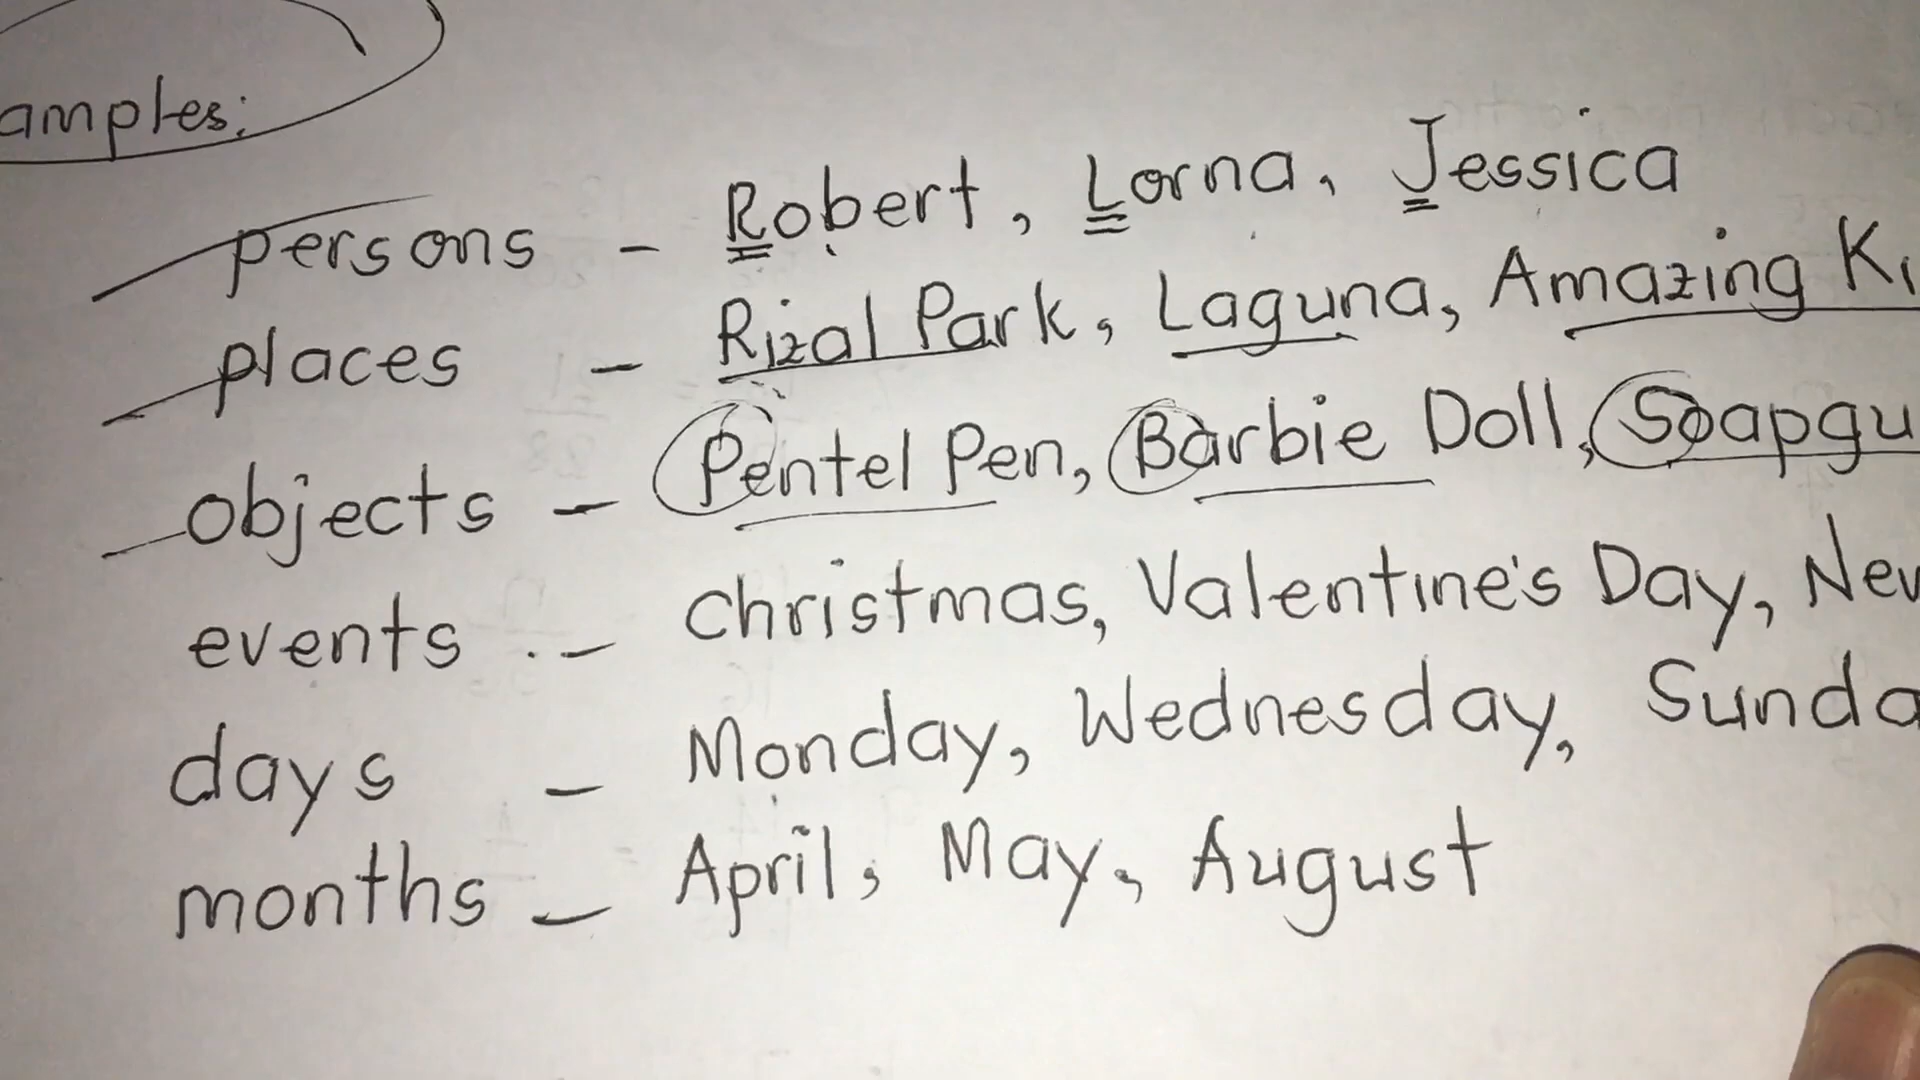 amples:
persons - Robert, Lorna, Jessica
places - Rizal Park, Laguna, Amazing
objects - Pentel Pen, Barbie Doll,
events - Christmas, Valentine's Day,
days - Monday, Wednesday,
months - April, May, August